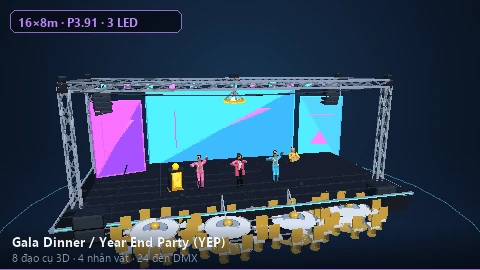 16×8m · P3.91 · 3 LED
Gala Dinner / Year End Party (YEP)
8 đạo cụ 3D · 4 nhân vật · 24 đèn DMX